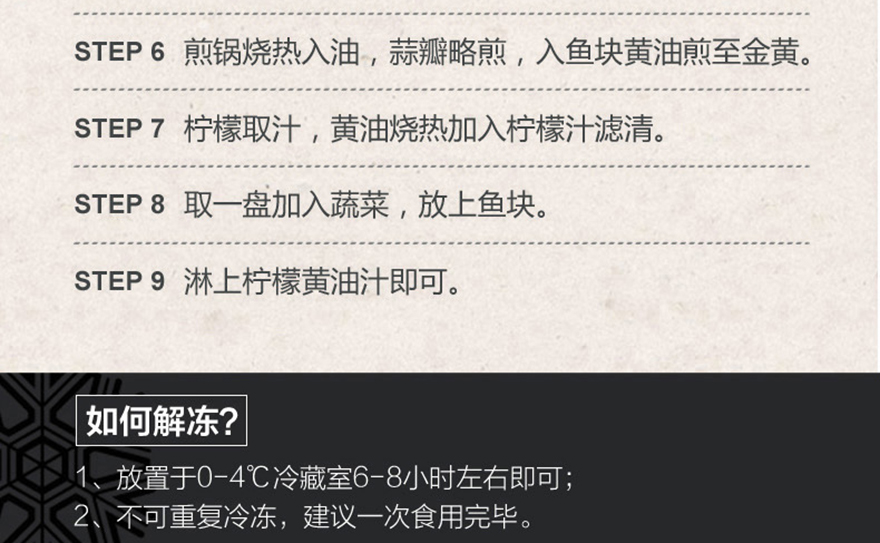 STEP 6 煎锅烧热入油，蒜瓣略煎，入鱼块黄油煎至金黄。
STEP 7 柠檬取汁，黄油烧热加入柠檬汁滤清。
STEP 8 取一盘加入蔬菜，放上鱼块。
STEP 9 淋上柠檬黄油汁即可。
如何解冻?
1、放置于0-4℃冷藏室6-8小时左右即可；
2、不可重复冷冻，建议一次食用完毕。